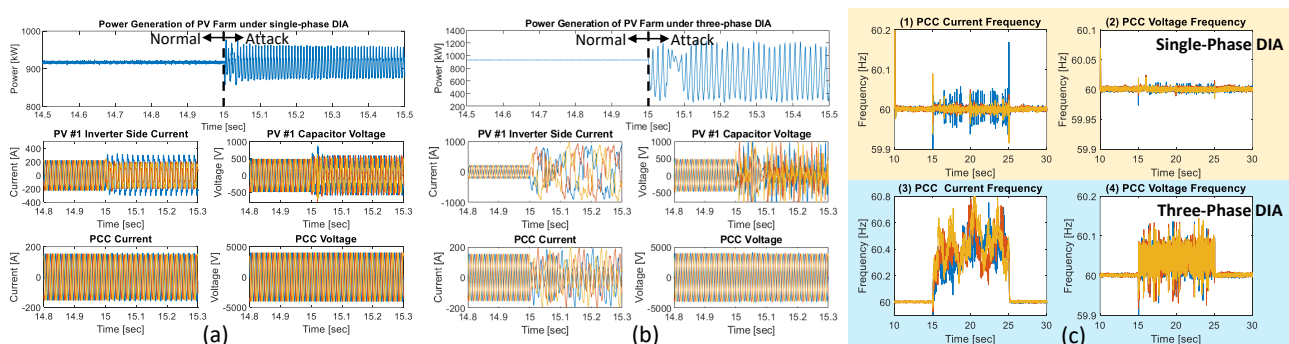 Power Generation of PV Farm under single-phase DIA
Normal
Attack
Power [kW]
1000
900
800
14.5 14.6 14.7 14.8 14.9 15 15.1 15.2 15.3 15.4 15.5
Time [sec]
PV #1 Inverter Side Current
Current [A]
400
200
0
-200
-400
14.8 14.9 15 15.1 15.2 15.3
Time [sec]
PV #1 Capacitor Voltage
Voltage [V]
1000
500
0
-500
-1000
14.8 14.9 15 15.1 15.2 15.3
Time [sec]
PCC Current
Current [A]
200
0
-200
14.8 14.9 15 15.1 15.2 15.3
Time [sec]
PCC Voltage
Voltage [V]
5000
0
-5000
14.8 14.9 15 15.1 15.2 15.3
Time [sec]
(a)
Power Generation of PV Farm under three-phase DIA
Normal
Attack
Power [kW]
1400
1200
1000
800
600
400
200
14.5 14.6 14.7 14.8 14.9 15 15.1 15.2 15.3 15.4 15.5
Time [sec]
PV #1 Inverter Side Current
Current [A]
1000
0
-1000
14.8 14.9 15 15.1 15.2 15.3
Time [sec]
PV #1 Capacitor Voltage
Voltage [V]
1000
500
0
-500
-1000
14.8 14.9 15 15.1 15.2 15.3
Time [sec]
PCC Current
Current [A]
200
0
-200
14.8 14.9 15 15.1 15.2 15.3
Time [sec]
PCC Voltage
Voltage [V]
5000
0
-5000
14.8 14.9 15 15.1 15.2 15.3
Time [sec]
(b)
(1) PCC Current Frequency
Frequency [Hz]
60.2
60.1
60
59.9
10 15 20 25 30
Time [sec]
(2) PCC Voltage Frequency
Single-Phase DIA
Frequency [Hz]
60.1
60.05
60
59.95
59.9
10 15 20 25 30
Time [sec]
(3) PCC Current Frequency
Frequency [Hz]
60.8
60.6
60.4
60.2
60
10 15 20 25 30
Time [sec]
(4) PCC Voltage Frequency
Three-Phase DIA
Frequency [Hz]
60.2
60.1
60
59.9
10 15 20 25 30
Time [sec]
(c)